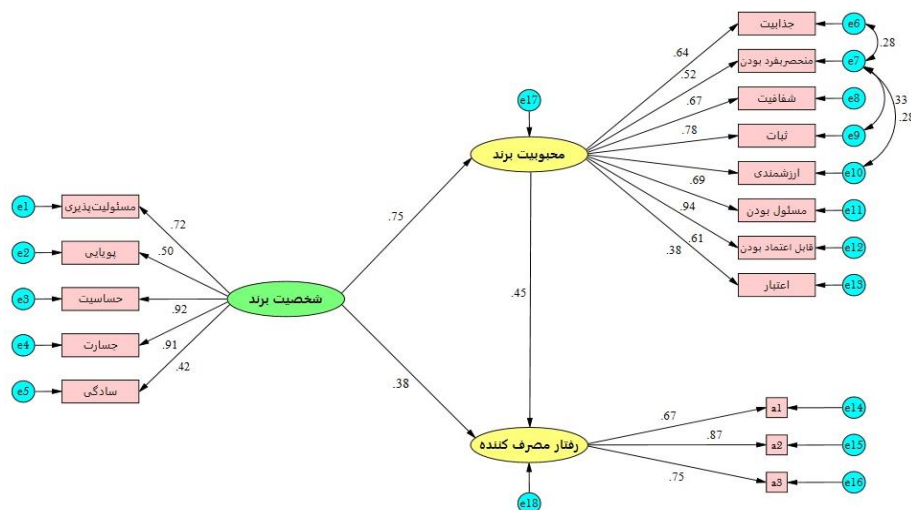 جذابیت
e6
.28
.64
منحصربفرد بودن
e7
.52
شفافیت
e8
.67
33
.28
e17
ثبات
e9
.78
محبوبیت برند
ارزشمندی
e10
.69
مسئول بودن
e11
.94
قابل اعتماد بودن
e12
.61
.38
اعتبار
e13
e1
مسئولیت‌پذیری
.72
.75
e2
پویایی
.50
e3
حساسیت
شخصیت برند
.92
.45
e4
جسارت
.91
.38
e5
سادگی
.42
a1
e14
.67
رفتار مصرف کننده
.87
a2
e15
.75
a3
e16
e18